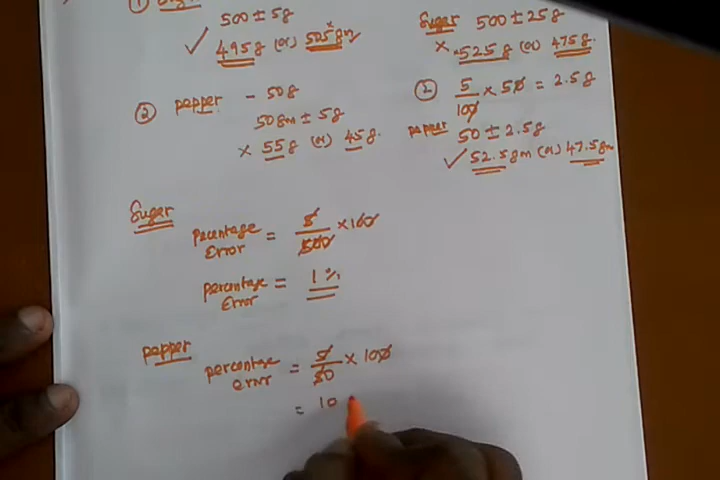 ①
500 ± 5g
✓ 495g (or) 505gm
② pepper - 50g
50gm ± 5g
× 55g (or) 45g.
Sugar 500 ± 25g
× 525g (or) 475g.
② 5/100 × 50 = 2.5g
pepper 50 ± 2.5g
✓ 52.5gm (or) 47.5gm
Sugar
Pecentage Error = 5/500 × 100
percentage Error = 1%
pepper
percentage error = 5/50 × 100
= 10